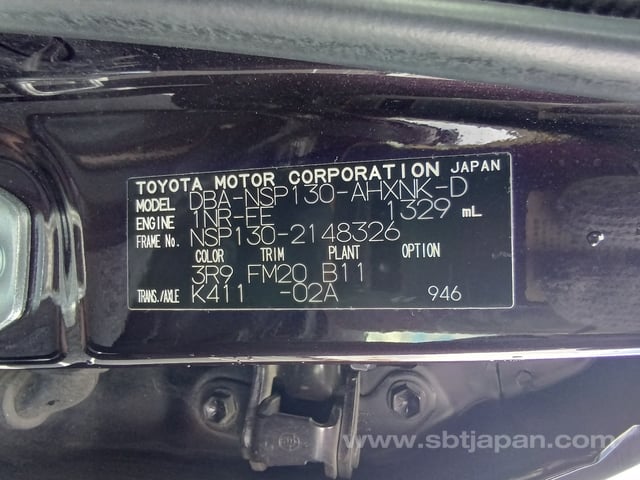 TOYOTA MOTOR CORPORATION JAPAN
MODEL DBA-NSP130-AHXNK-D
ENGINE 1NR-FE 1329 mL
FRAME No. NSP130-2148326
COLOR TRIM PLANT OPTION
3R9 FM20 B11
TRANS./AXLE K411 -02A 946
www.sbtjapan.com